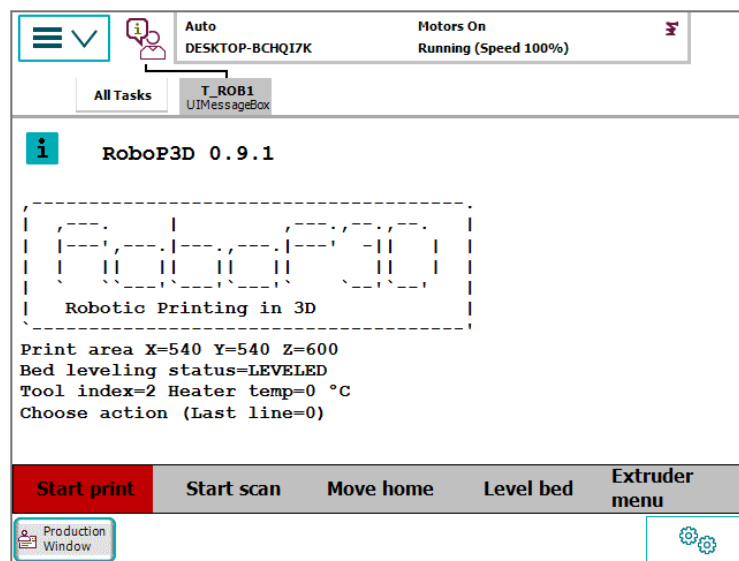 Auto Motors On
DESKTOP-BCHQI7K Running (Speed 100%)
All Tasks
T_ROB1
UIMessageBox
RoboP3D 0.9.1
Robotic Printing in 3D
Print area X=540 Y=540 Z=600
Bed leveling status=LEVELED
Tool index=2 Heater temp=0 °C
Choose action (Last line=0)
Start print Start scan Move home Level bed Extruder menu
Production
Window